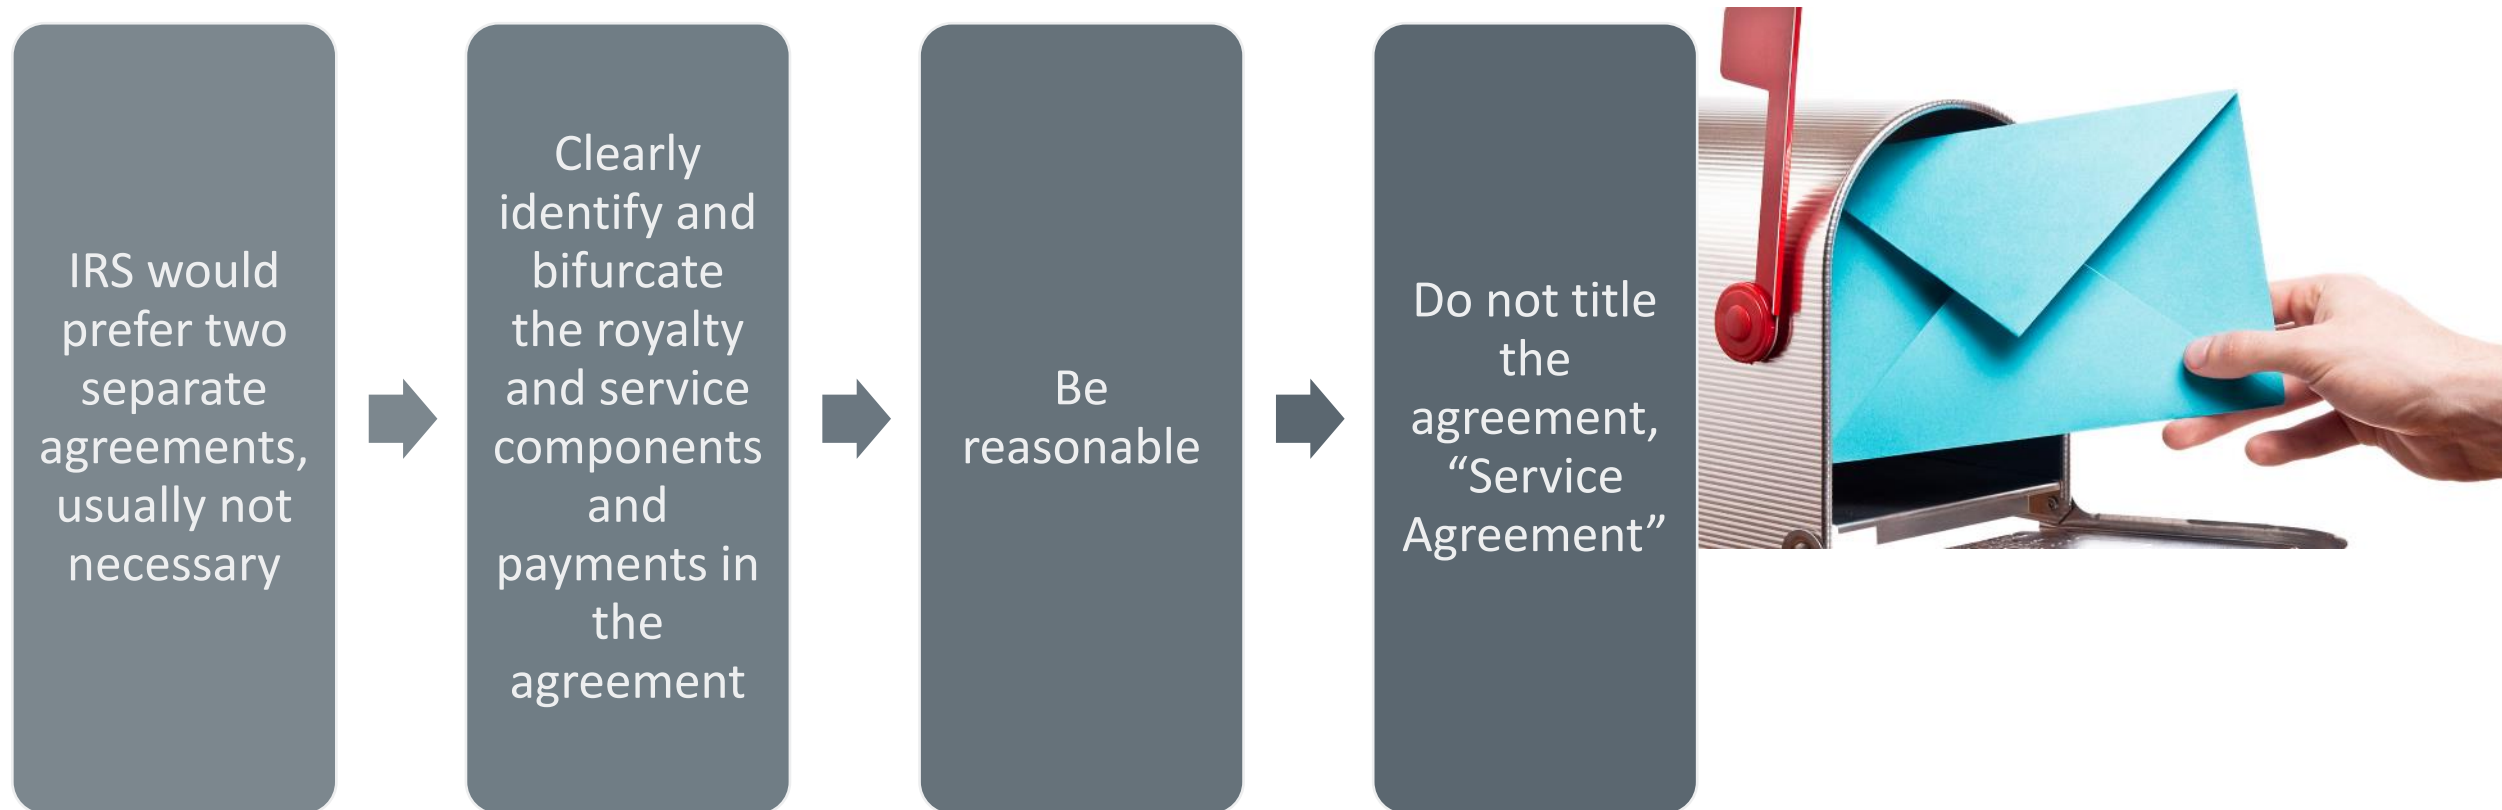 IRS would
prefer two
separate
agreements,
usually not
necessary
Clearly
identify and
bifurcate
the royalty
and service
components
and
payments in
the
agreement
Be
reasonable
Do not title
the
agreement,
“Service
Agreement”